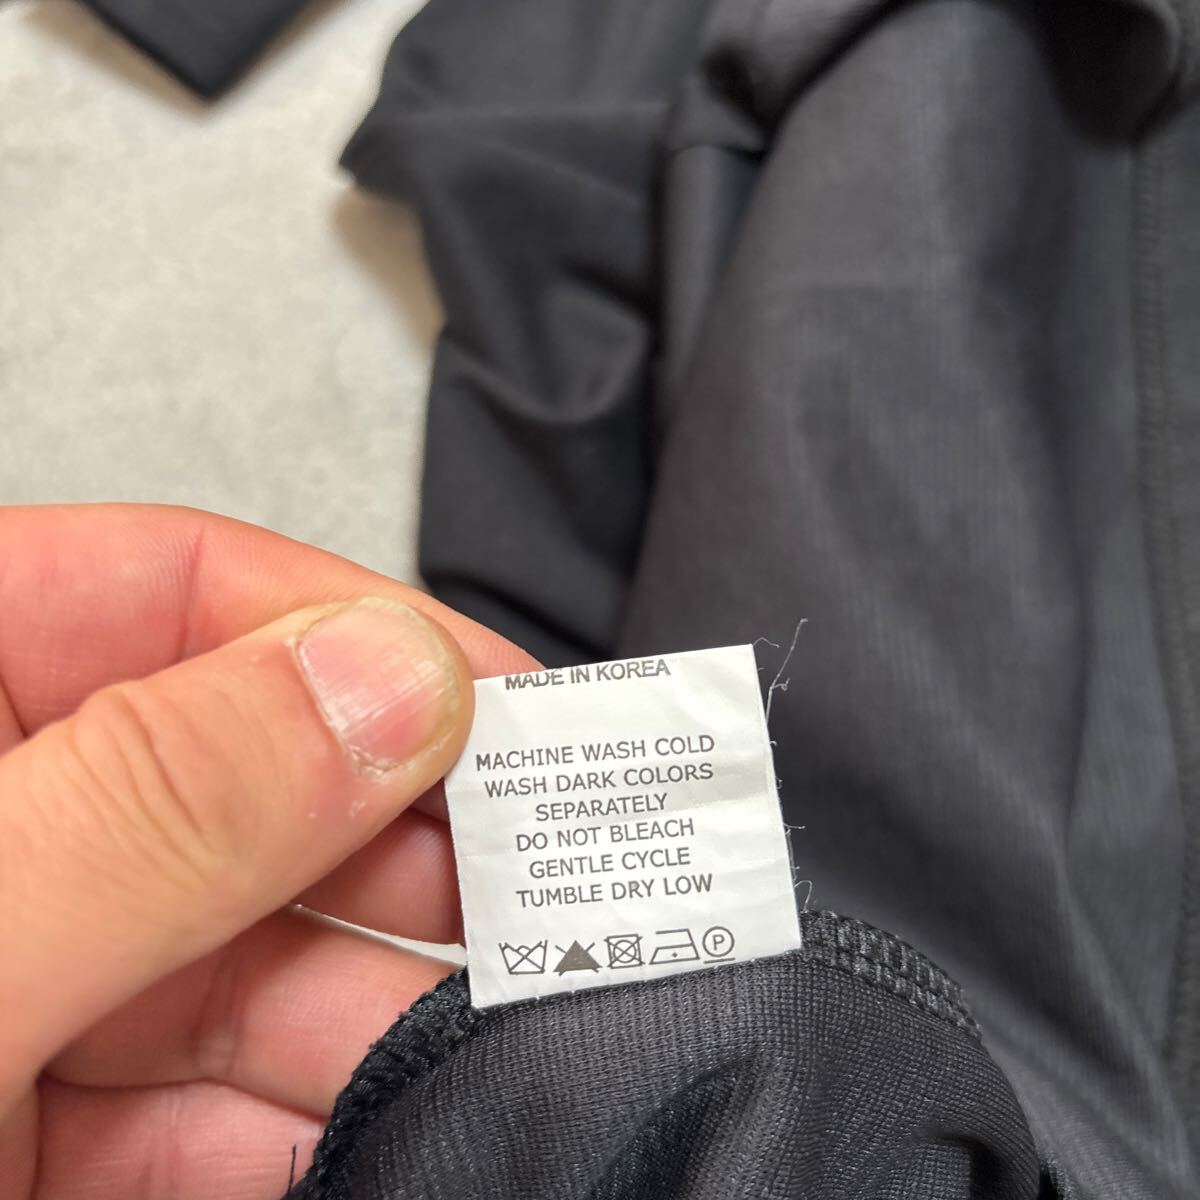 MADE IN KOREA
MACHINE WASH COLD
WASH DARK COLORS
SEPARATELY
DO NOT BLEACH
GENTLE CYCLE
TUMBLE DRY LOW
P